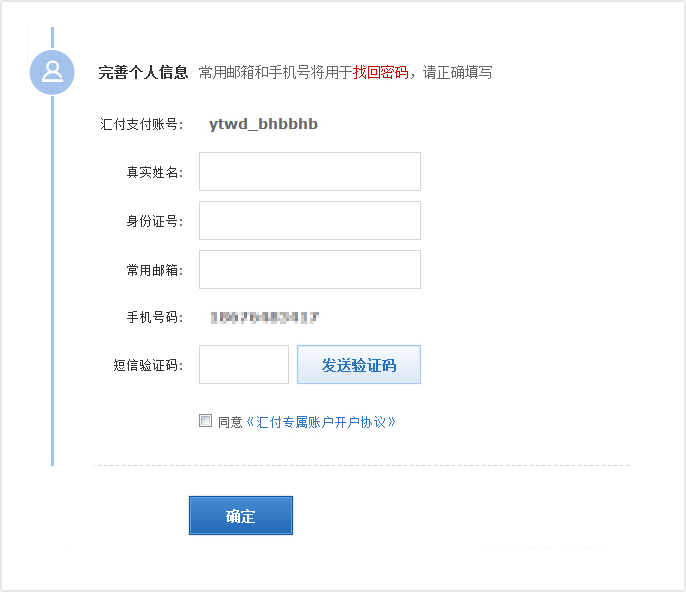 完善个人信息 常用邮箱和手机号将用于找回密码，请正确填写
汇付支付账号: ytwd_bhbbhb
真实姓名:
身份证号:
常用邮箱:
手机号码:
短信验证码: 发送验证码
同意《汇付专属账户开户协议》
确定